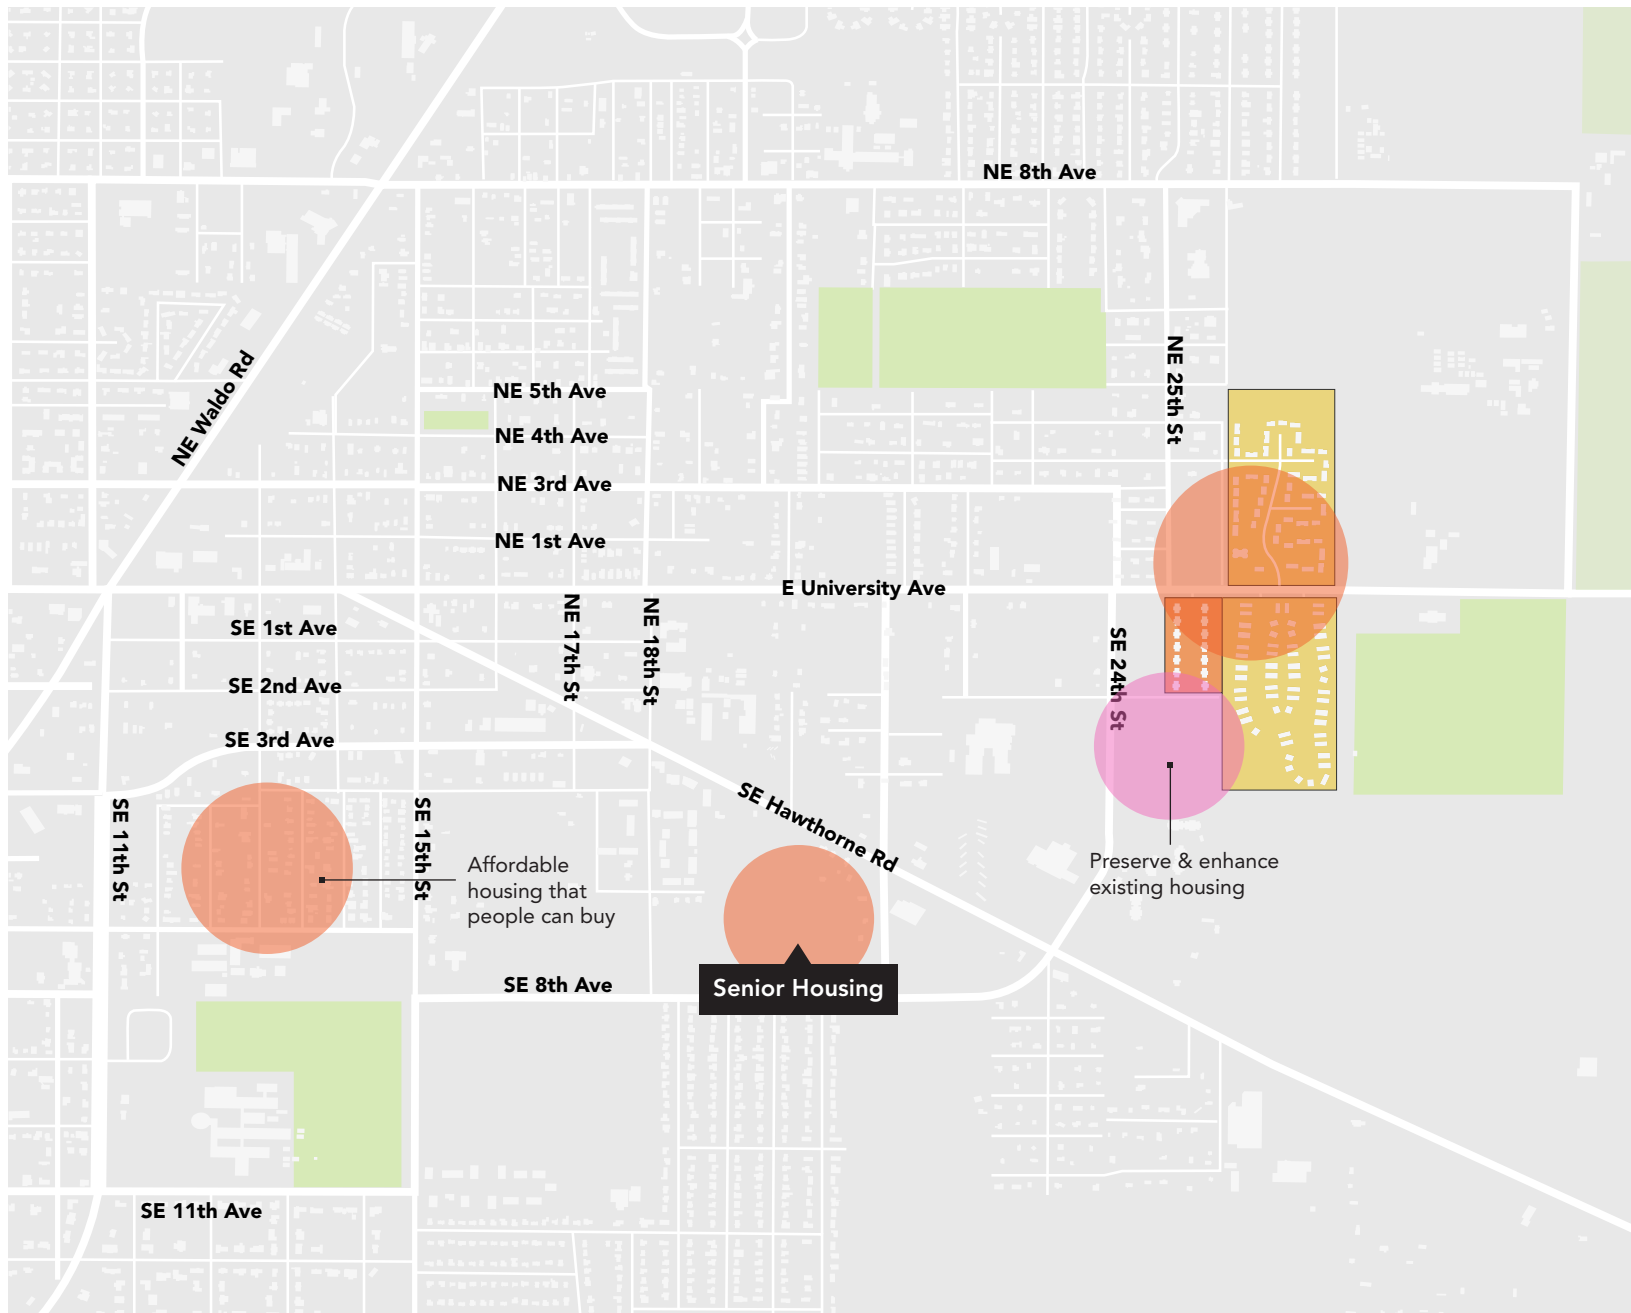 NE 8th Ave
NE 25th St
NE Waldo Rd
NE 5th Ave
NE 4th Ave
NE 3rd Ave
NE 1st Ave
E University Ave
NE 17th St
NE 18th St
SE 1st Ave
SE 24th St
SE 2nd Ave
SE 3rd Ave
SE Hawthorne Rd
SE 11th St
SE 15th St
Affordable
housing that
people can buy
Preserve & enhance
existing housing
SE 8th Ave
Senior Housing
SE 11th Ave